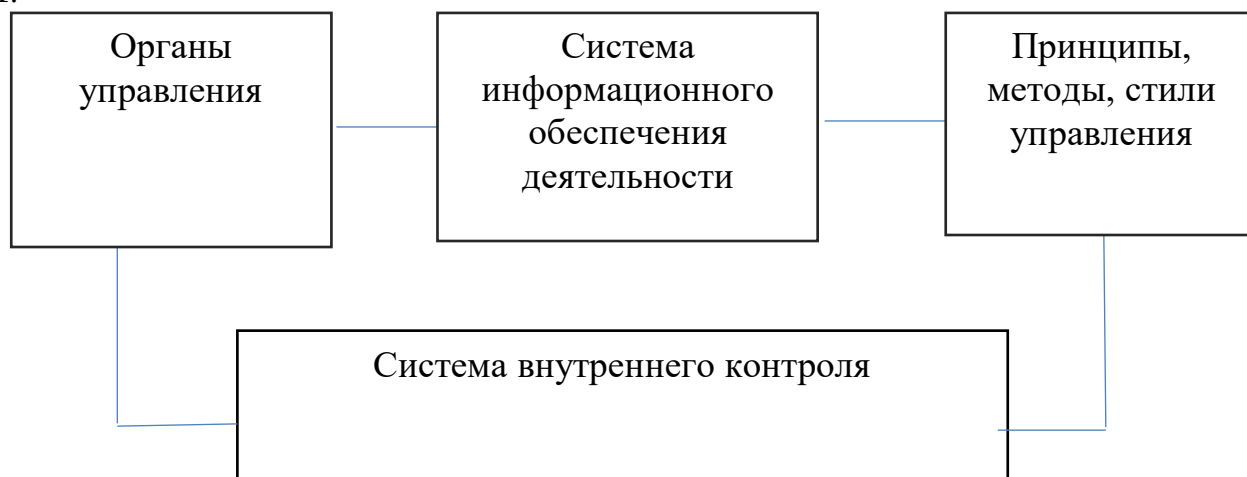 Органы
управления
Система
информационного
обеспечения
деятельности
Принципы,
методы, стили
управления
Система внутреннего контроля